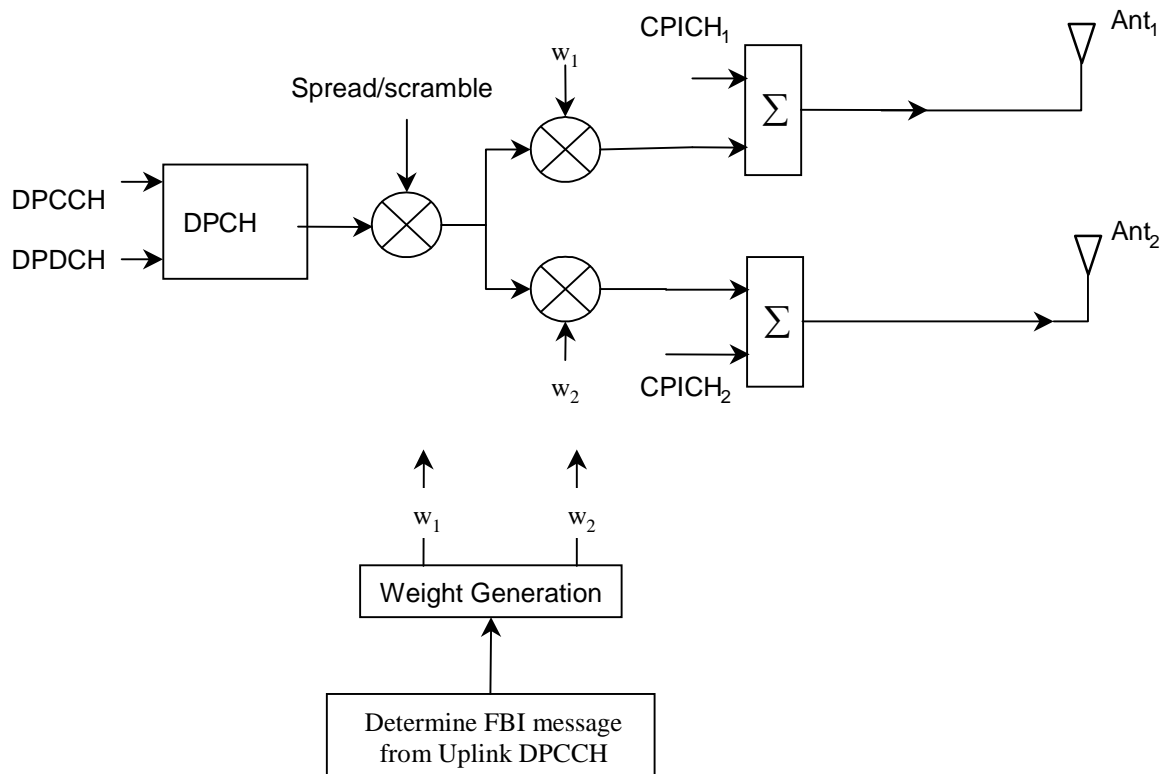 CPICH₁
Ant₁
w₁
Spread/scramble
Σ
DPCCH
DPCH
DPDCH
Ant₂
Σ
w₂
CPICH₂
w₁
w₂
Weight Generation
Determine FBI message
from Uplink DPCCH